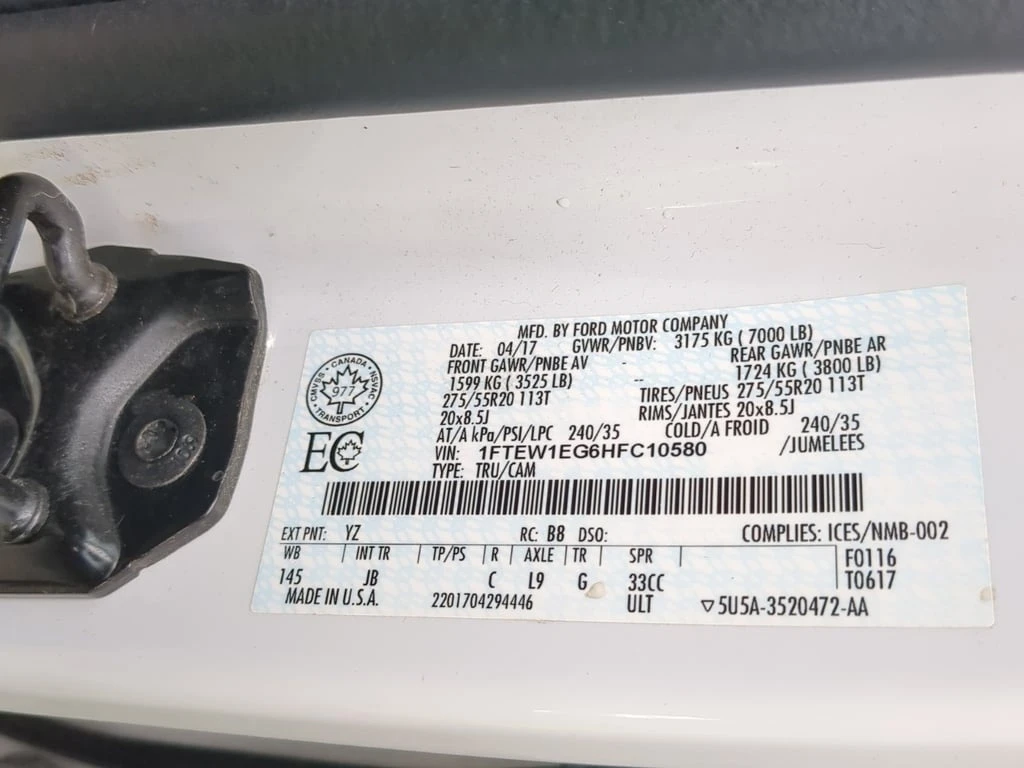 MFD. BY FORD MOTOR COMPANY
DATE: 04/17 GVWR/PNBV: 3175 KG ( 7000 LB)
FRONT GAWR/PNBE AV - REAR GAWR/PNBE AR
1599 KG ( 3525 LB) -- 1724 KG ( 3800 LB)
275/55R20 113T TIRES/PNEUS 275/55R20 113T
20x8.5J RIMS/JANTES 20x8.5J
AT/A kPa/PSI/LPC 240/35 COLD/A FROID 240/35
VIN: 1FTEW1EG6HFC10580 /JUMELEES
TYPE: TRU/CAM
CANADA
CMVSS NSVAC
977
TRANSPORT
EC
EXT PNT: YZ RC: B8 DSO: COMPLIES: ICES/NMB-002
WB INT TR TP/PS R AXLE TR SPR F0116
145 JB C L9 G 33CC T0617
MADE IN U.S.A. 2201704294446 ULT ▽5U5A-3520472-AA